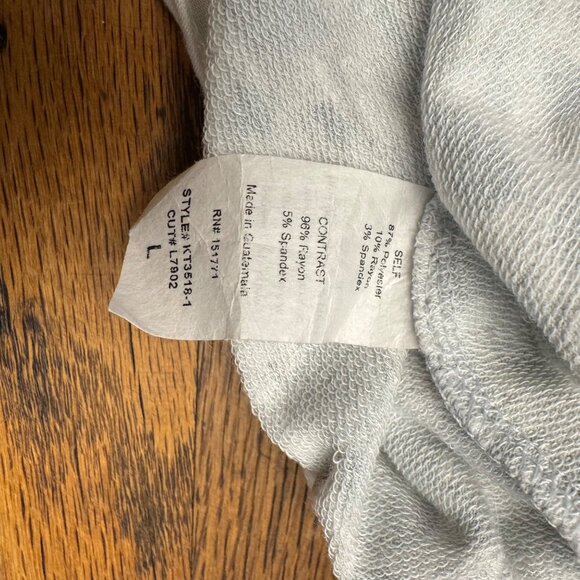 SELF
87% Polyester
10% Rayon
3% Spandex
CONTRAST
96% Rayon
5% Spandex
Made in Guatemala
RN# 151771
STYLE# KT3518-1
CUT# L7902
L